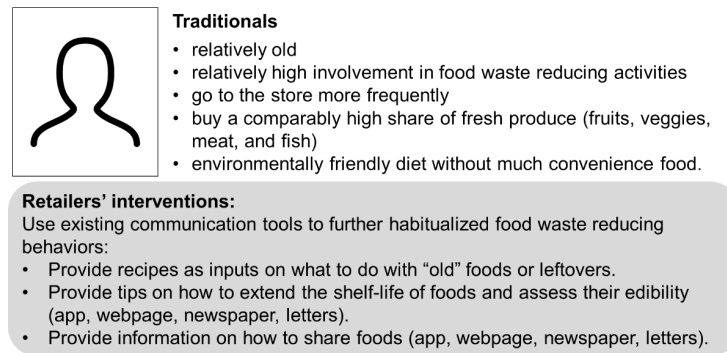 Traditionals
• relatively old
• relatively high involvement in food waste reducing activities
• go to the store more frequently
• buy a comparably high share of fresh produce (fruits, veggies,
meat, and fish)
• environmentally friendly diet without much convenience food.
Retailers’ interventions:
Use existing communication tools to further habitualized food waste reducing
behaviors:
• Provide recipes as inputs on what to do with “old” foods or leftovers.
• Provide tips on how to extend the shelf-life of foods and assess their edibility
(app, webpage, newspaper, letters).
• Provide information on how to share foods (app, webpage, newspaper, letters).